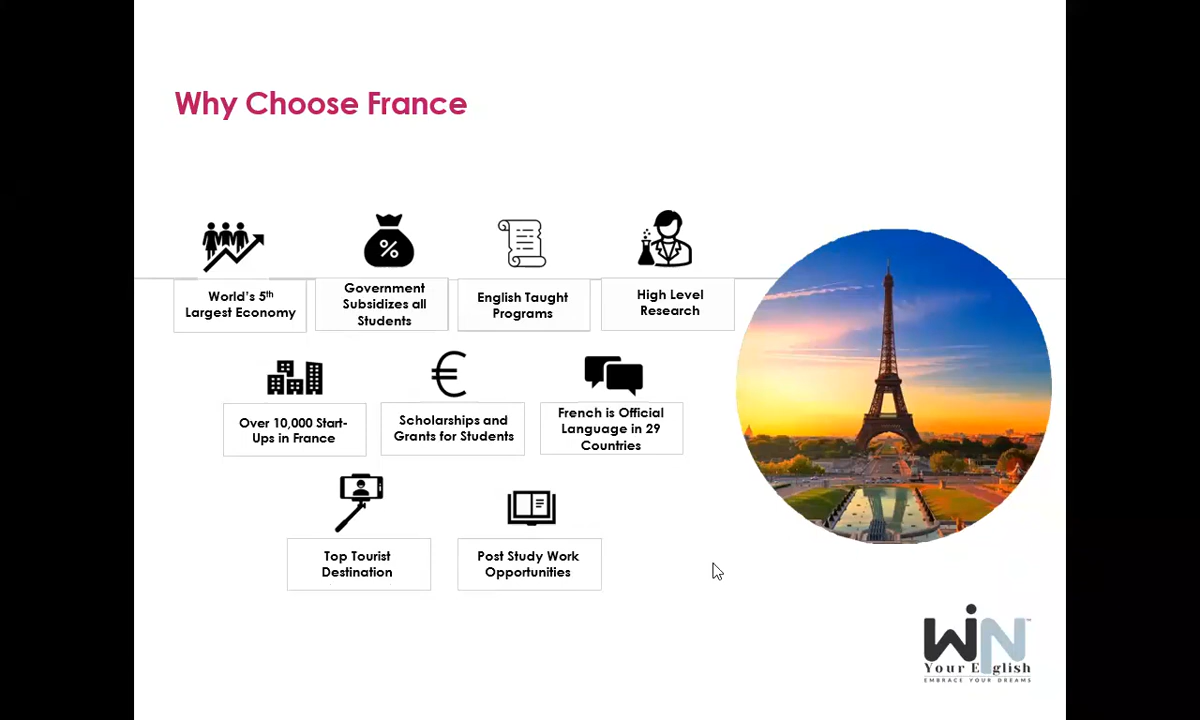 Why Choose France
%
World's 5th
Largest Economy
Government
Subsidizes all
Students
English Taught
Programs
High Level
Research
€
Over 10,000 Start-
Ups in France
Scholarships and
Grants for Students
French is Official
Language in 29
Countries
Top Tourist
Destination
Post Study Work
Opportunities
WiN™
Your English
EMBRACE YOUR DREAMS